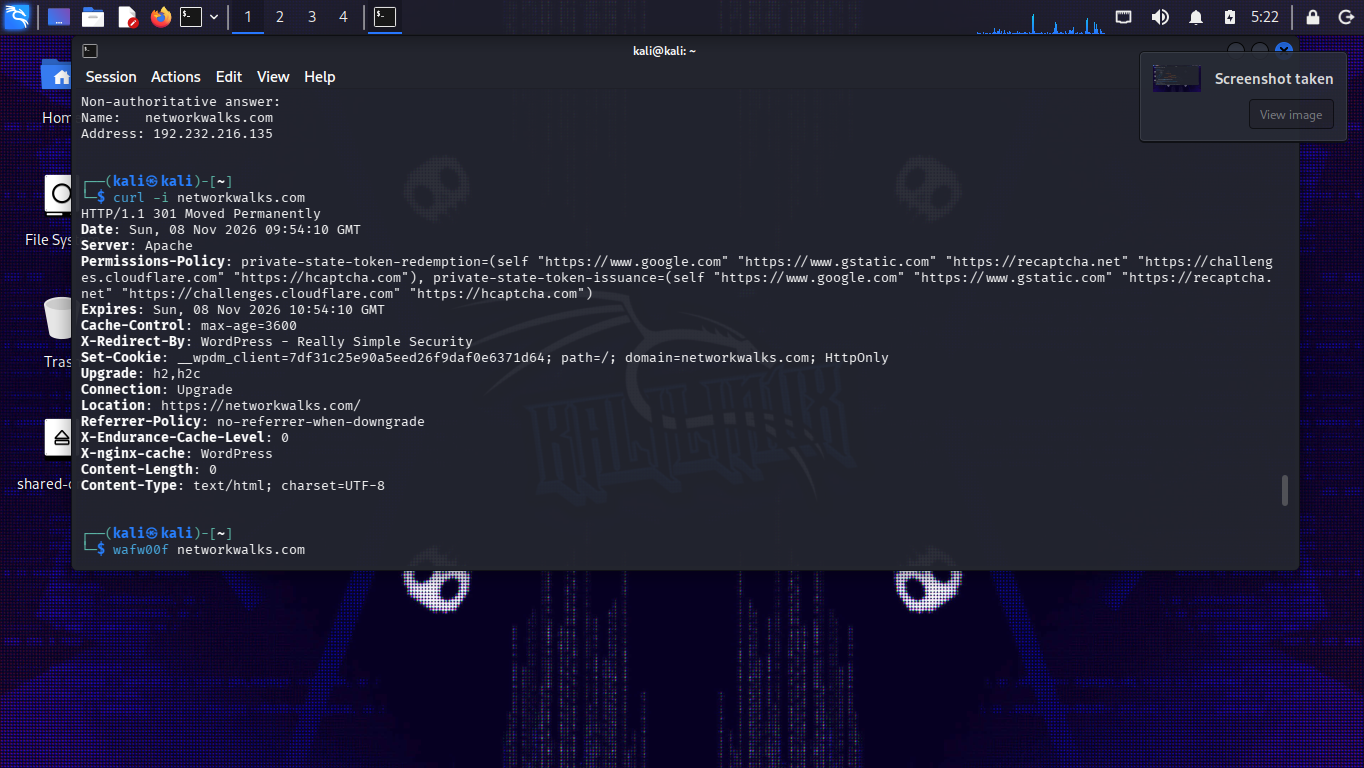 1 2 3 4 5:22
kali@kali: ~
Session Actions Edit View Help
Screenshot taken
View image
Non-authoritative answer:
Name: networkwalks.com
Address: 192.232.216.135
┌──(kali㉿kali)-[~]
└─$ curl -i networkwalks.com
HTTP/1.1 301 Moved Permanently
Date: Sun, 08 Nov 2026 09:54:10 GMT
Server: Apache
Permissions-Policy: private-state-token-redemption=(self "https://www.google.com" "https://www.gstatic.com" "https://recaptcha.net" "https://challeng
es.cloudflare.com" "https://hcaptcha.com"), private-state-token-issuance=(self "https://www.google.com" "https://www.gstatic.com" "https://recaptcha.
net" "https://challenges.cloudflare.com" "https://hcaptcha.com")
Expires: Sun, 08 Nov 2026 10:54:10 GMT
Cache-Control: max-age=3600
X-Redirect-By: WordPress - Really Simple Security
Set-Cookie: __wpdm_client=7df31c25e90a5eed26f9daf0e6371d64; path=/; domain=networkwalks.com; HttpOnly
Upgrade: h2,h2c
Connection: Upgrade
Location: https://networkwalks.com/
Referrer-Policy: no-referrer-when-downgrade
X-Endurance-Cache-Level: 0
X-nginx-cache: WordPress
Content-Length: 0
Content-Type: text/html; charset=UTF-8
┌──(kali㉿kali)-[~]
└─$ wafw00f networkwalks.com
Hom
File Sys
Tras
shared-
KALI LINUX